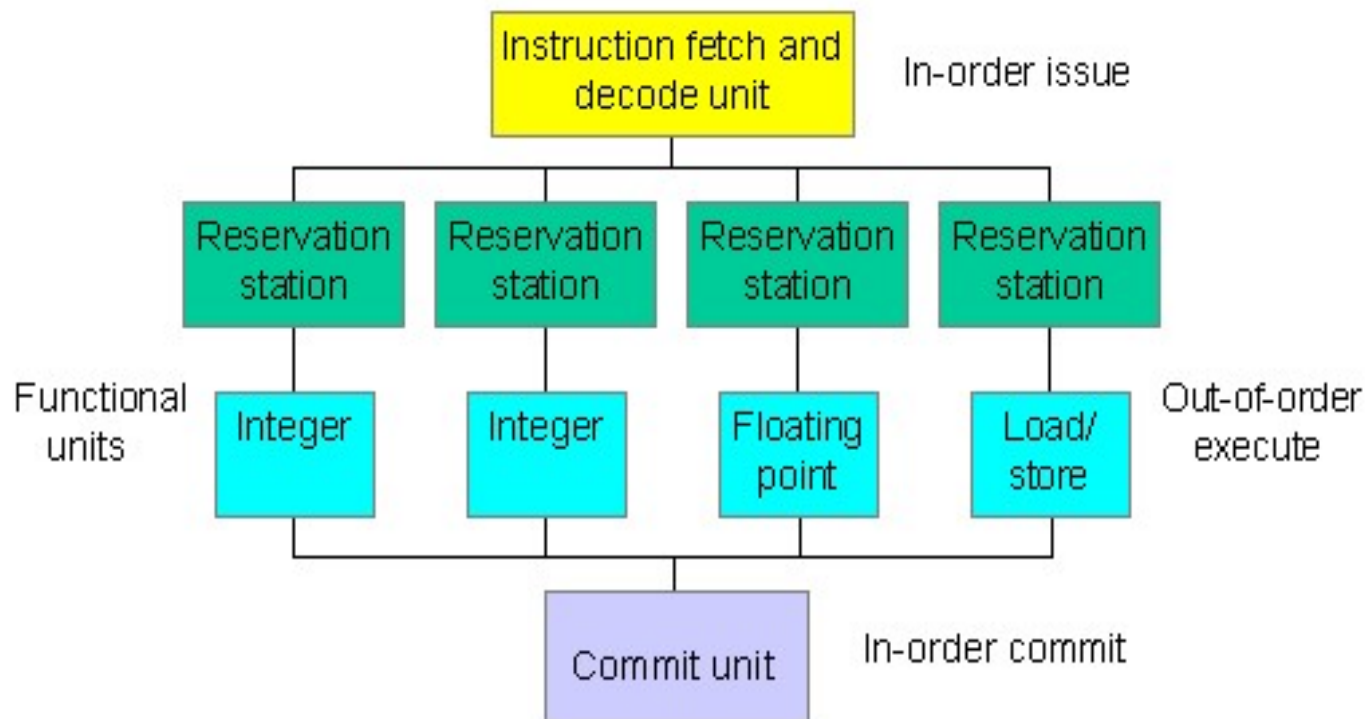 Instruction fetch and
decode unit
In-order issue
Reservation
station
Reservation
station
Reservation
station
Reservation
station
Functional
units
Integer
Integer
Floating
point
Load/
store
Out-of-order
execute
Commit unit
In-order commit